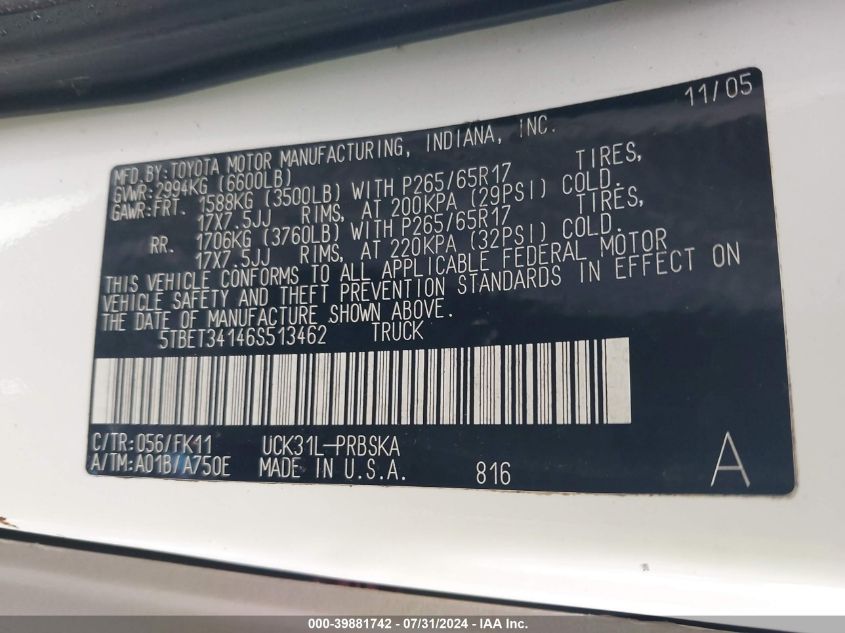 11/05
MFD.BY:TOYOTA MOTOR MANUFACTURING, INDIANA, INC.
GVWR:2994KG (6600LB)
GAWR:FRT. 1588KG (3500LB) WITH P265/65R17 TIRES,
17X7.5JJ RIMS, AT 200KPA (29PSI) COLD.
RR. 1706KG (3760LB) WITH P265/65R17 TIRES,
17X7.5JJ RIMS, AT 220KPA (32PSI) COLD.
THIS VEHICLE CONFORMS TO ALL APPLICABLE FEDERAL MOTOR
VEHICLE SAFETY AND THEFT PREVENTION STANDARDS IN EFFECT ON
THE DATE OF MANUFACTURE SHOWN ABOVE.
5TBET34146S513462 TRUCK
C/TR:056/FK11 UCK31L-PRBSKA
A/TM:A01B/A750E MADE IN U.S.A. 816 A
000-39881742 - 07/31/2024 - IAA Inc.